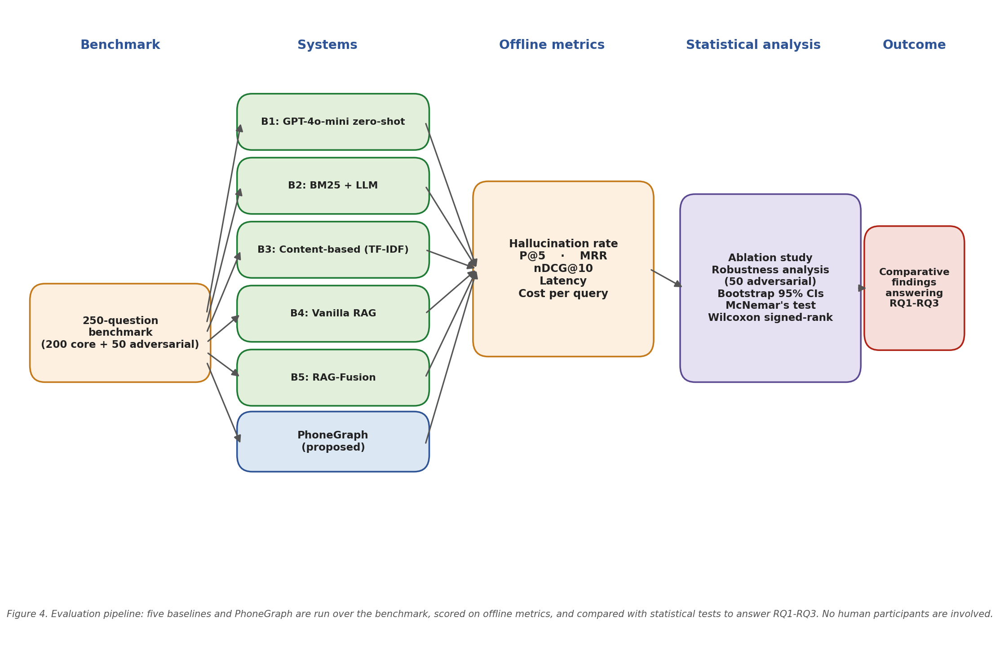 Benchmark
Systems
Offline metrics
Statistical analysis
Outcome
250-question
benchmark
(200 core + 50 adversarial)
B1: GPT-4o-mini zero-shot
B2: BM25 + LLM
B3: Content-based (TF-IDF)
B4: Vanilla RAG
B5: RAG-Fusion
PhoneGraph
(proposed)
Hallucination rate
P@5 · MRR
nDCG@10
Latency
Cost per query
Ablation study
Robustness analysis
(50 adversarial)
Bootstrap 95% CIs
McNemar's test
Wilcoxon signed-rank
Comparative
findings
answering
RQ1-RQ3
Figure 4. Evaluation pipeline: five baselines and PhoneGraph are run over the benchmark, scored on offline metrics, and compared with statistical tests to answer RQ1-RQ3. No human participants are involved.